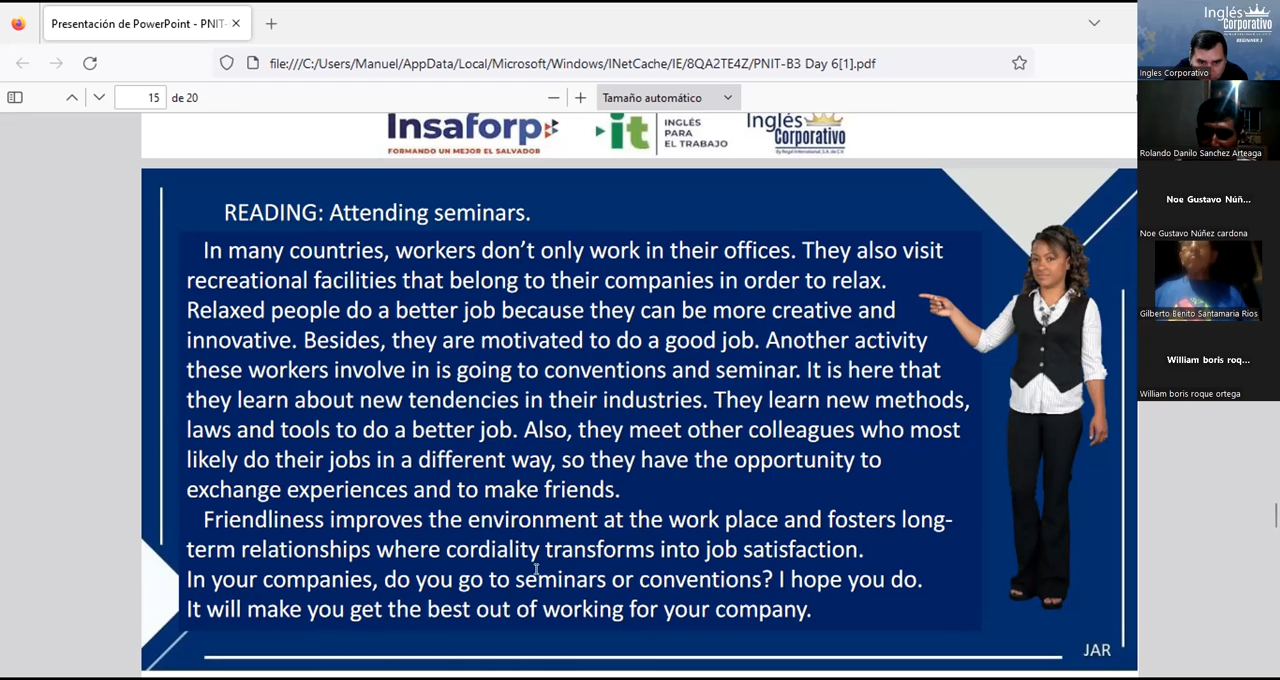 Presentación de PowerPoint - PNIT-
file:///C:/Users/Manuel/AppData/Local/Microsoft/Windows/INetCache/IE/8QA2TE4Z/PNIT-B3 Day 6[1].pdf
15 de 20
Tamaño automático
Insaforp
FORMANDO UN MEJOR EL SALVADOR
it
INGLÉS
PARA
EL TRABAJO
Inglés
Corporativo
READING: Attending seminars.
In many countries, workers don't only work in their offices. They also visit
recreational facilities that belong to their companies in order to relax.
Relaxed people do a better job because they can be more creative and
innovative. Besides, they are motivated to do a good job. Another activity
these workers involve in is going to conventions and seminar. It is here that
they learn about new tendencies in their industries. They learn new methods,
laws and tools to do a better job. Also, they meet other colleagues who most
likely do their jobs in a different way, so they have the opportunity to
exchange experiences and to make friends.
Friendliness improves the environment at the work place and fosters long-
term relationships where cordiality transforms into job satisfaction.
In your companies, do you go to seminars or conventions? I hope you do.
It will make you get the best out of working for your company.
JAR
Inglés
Corporativo
BEGINNER 3
Ingles Corporativo
Rolando Danilo Sanchez Arteaga
Noe Gustavo Núñ...
Noe Gustavo Núñez cardona
Gilberto Benito Santamaria Rios
William boris roq...
William boris roque ortega